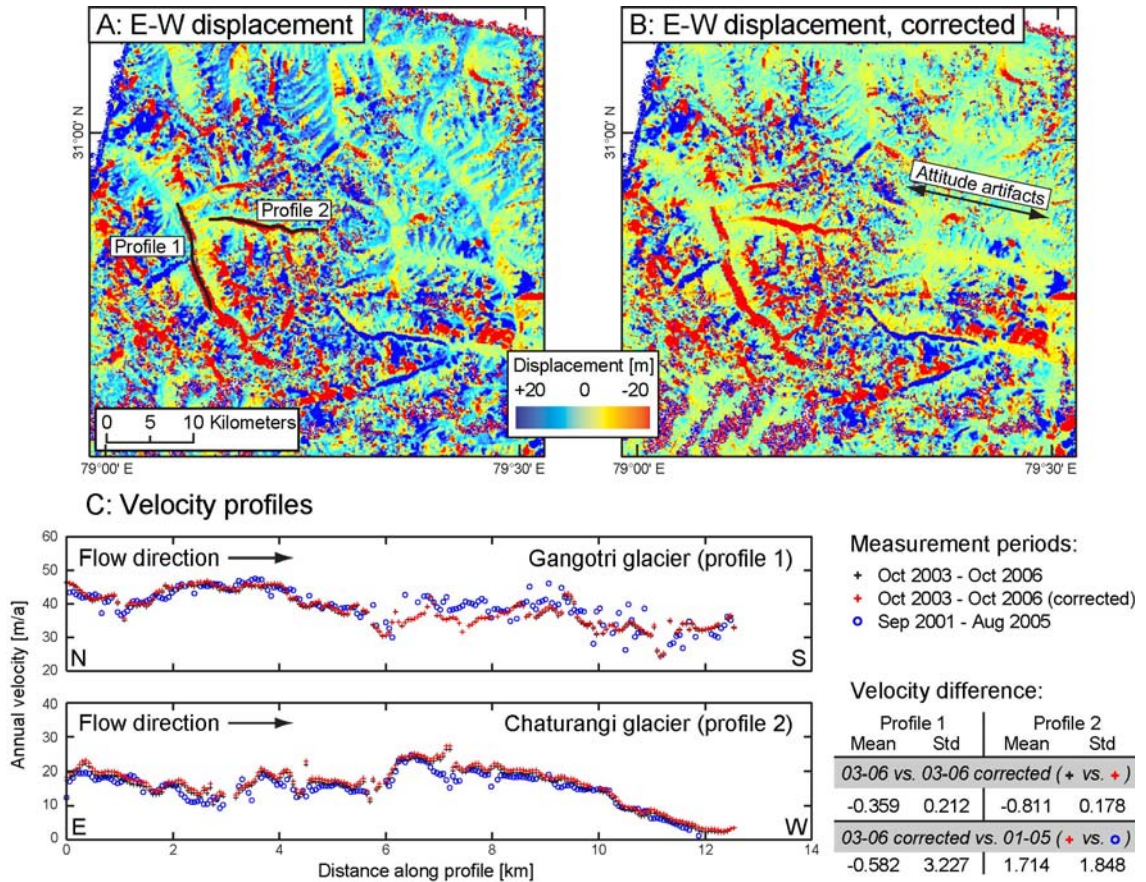 A: E-W displacement
B: E-W displacement, corrected
31°00' N
31°00' N
Attitude artifacts
Profile 2
Profile 1
Displacement [m]
+20 0 -20
0 5 10 Kilometers
79°00' E
79°30' E
79°00' E
79°30' E
C: Velocity profiles
Annual velocity [m/a]
60
50
40
30
20
Flow direction
Gangotri glacier (profile 1)
N
S
40
30
20
10
0
Flow direction
Chaturangi glacier (profile 2)
E
W
0 2 4 6 8 10 12 14
Distance along profile [km]
Measurement periods:
+ Oct 2003 - Oct 2006
+ Oct 2003 - Oct 2006 (corrected)
o Sep 2001 - Aug 2005
Velocity difference:
Profile 1 Profile 2
Mean Std Mean Std
03-06 vs. 03-06 corrected ( + vs. + )
-0.359 0.212 -0.811 0.178
03-06 corrected vs. 01-05 ( + vs. o )
-0.582 3.227 1.714 1.848